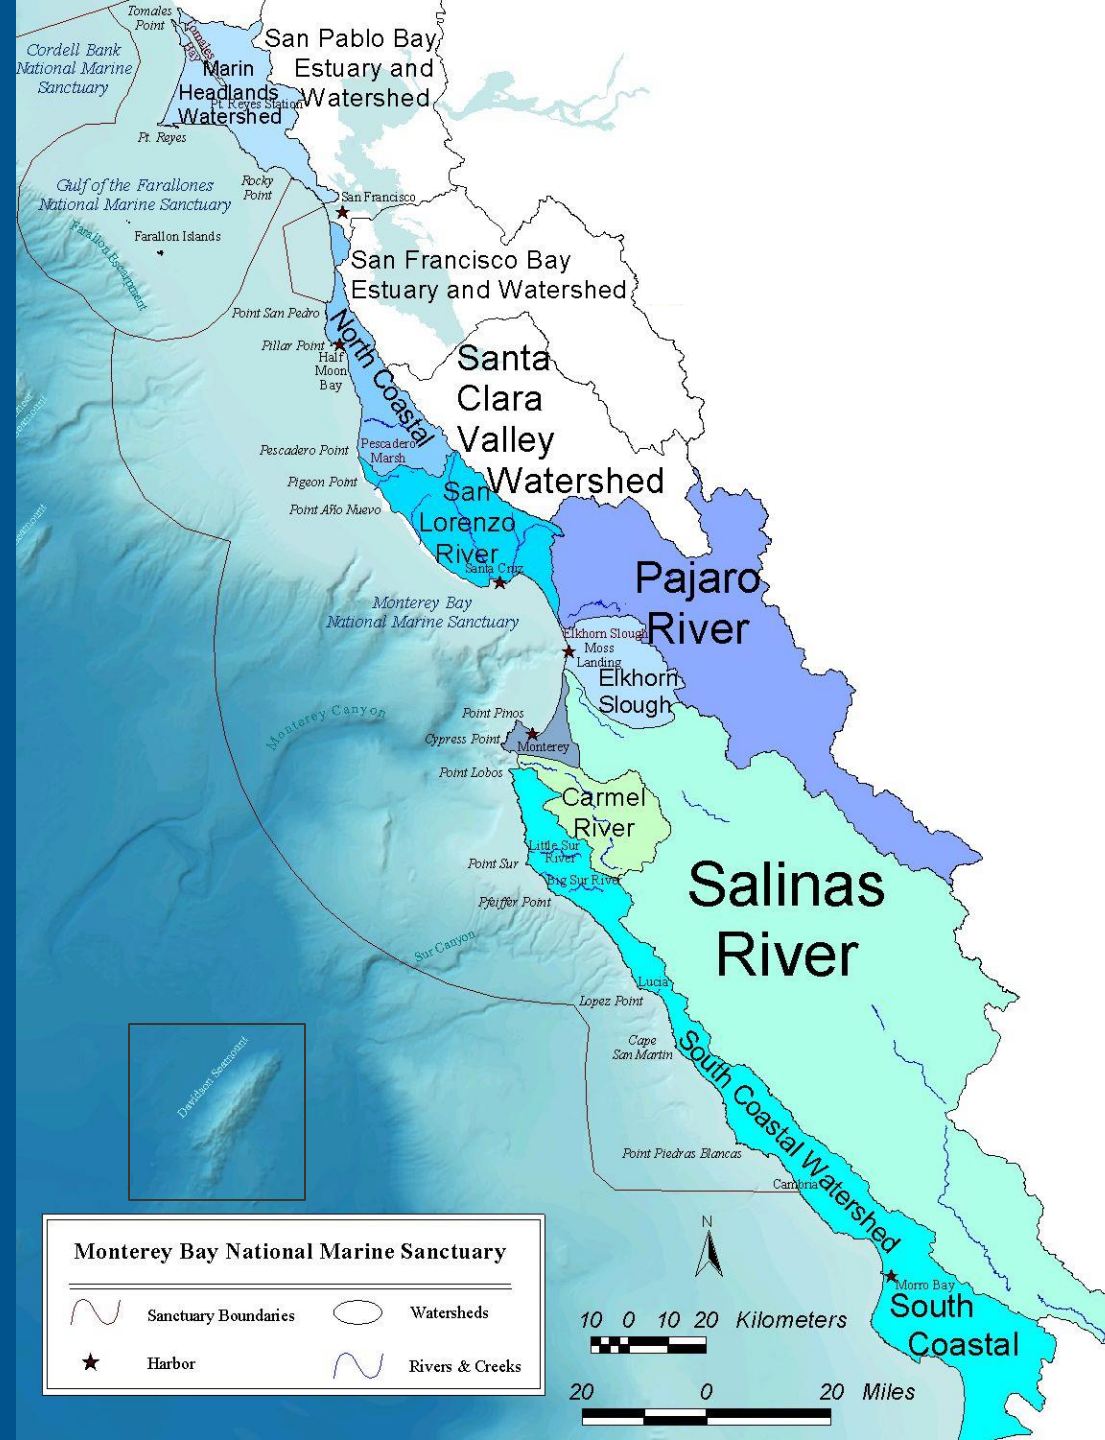 Tomales
Point
Tomales
Bay
Cordell Bank
National Marine
Sanctuary
San Pablo Bay
Estuary and
Watershed
Marin
Headlands
Watershed
Pt. Reyes Station
Pt. Reyes
Gulf of the Farallones
National Marine Sanctuary
Rocky
Point
San Francisco
Farallon Islands
Farallon Escarpment
San Francisco Bay
Estuary and Watershed
Point San Pedro
Pillar Point
Half
Moon
Bay
North Coastal
Santa
Clara
Valley
Watershed
Seamount
Pescadero Point
Pescadero
Marsh
Pigeon Point
Point Año Nuevo
Seamount
San
Lorenzo
River
Santa Cruz
Pajaro
River
Monterey Bay
National Marine Sanctuary
Elkhorn Slough
Moss
Landing
Elkhorn
Slough
Monterey Canyon
Point Pinos
Cypress Point
Monterey
Point Lobos
Carmel
River
Little Sur
River
Point Sur
Big Sur River
Pfeiffer Point
Salinas
River
Sur Canyon
Lucia
Lopez Point
Cape
San Martin
South Coastal Watershed
Davidson Seamount
Point Piedras Blancas
Cambria
Morro Bay
South
Coastal
N
Monterey Bay National Marine Sanctuary
Sanctuary Boundaries
Watersheds
Harbor
Rivers & Creeks
10 0 10 20 Kilometers
20 0 20 Miles